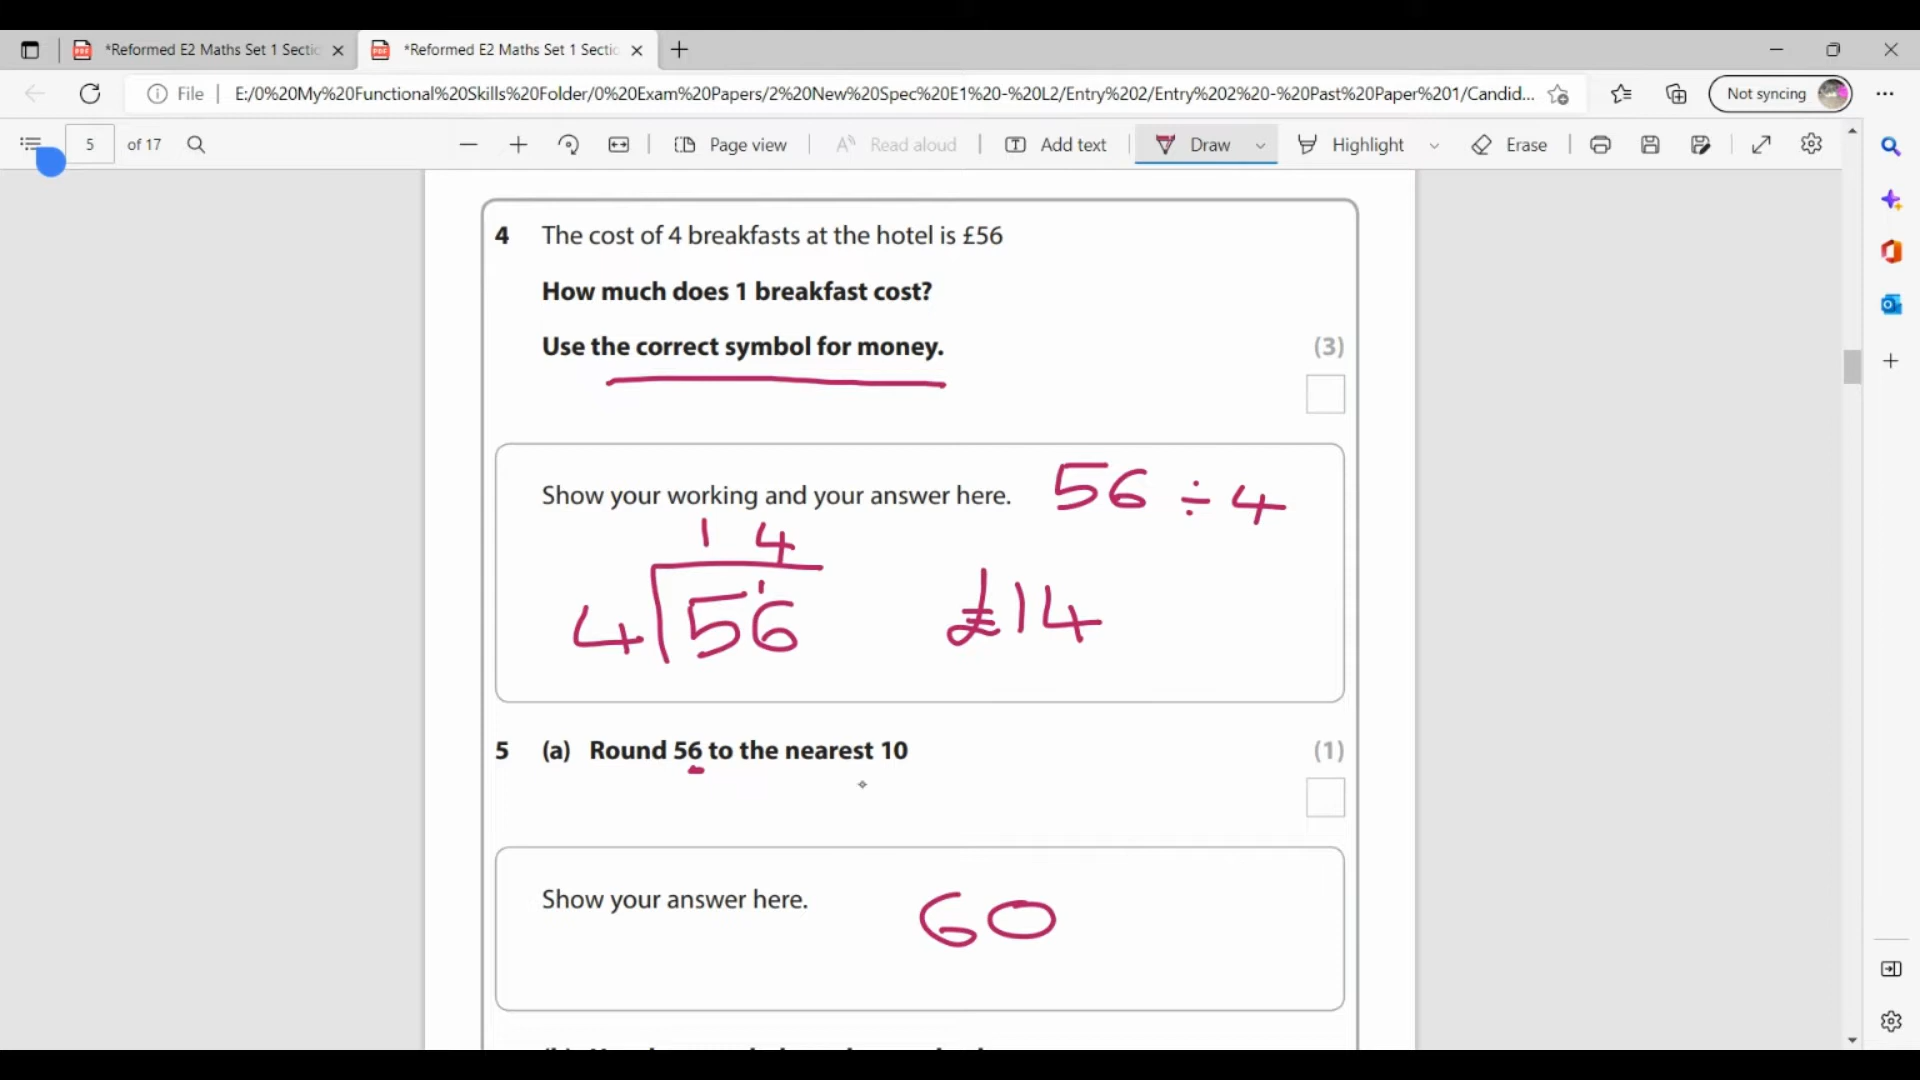 *Reformed E2 Maths Set 1 Sectio
*Reformed E2 Maths Set 1 Sectio
File E:/0%20My%20Functional%20Skills%20Folder/0%20Exam%20Papers/2%20New%20Spec%20E1%20-%20L2/Entry%202/Entry%202%20-%20Past%20Paper%201/Candid... Not syncing
5 of 17 Page view Read aloud Add text Draw Highlight Erase
4 The cost of 4 breakfasts at the hotel is £56
How much does 1 breakfast cost?
Use the correct symbol for money. (3)
Show your working and your answer here. 56 ÷ 4
1 4
4 5 1 6 £14
5 (a) Round 56 to the nearest 10 (1)
Show your answer here. 60